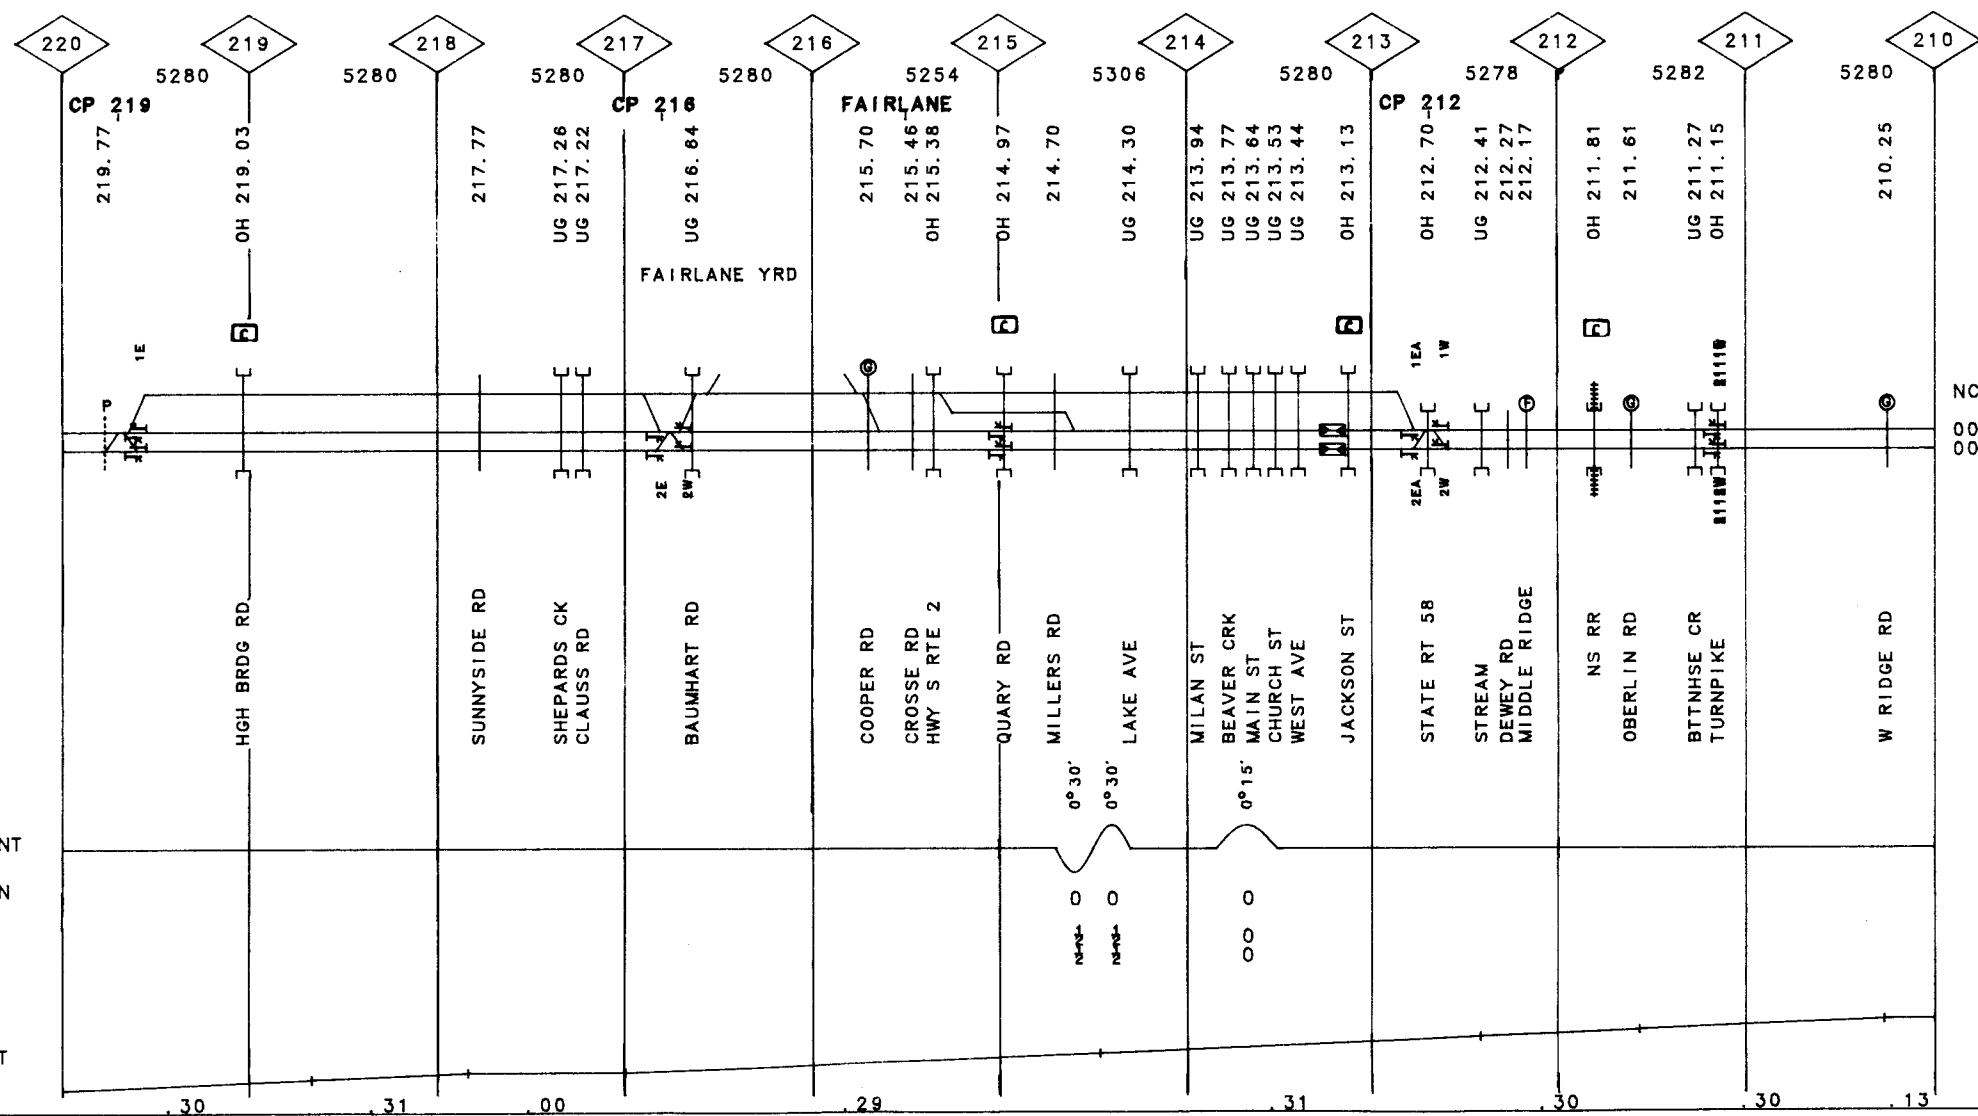 220 219 218 217 216 215 214 213 212 211 210
5280 5280 5280 5280 5254 5306 5280 5278 5282 5280
CP 219 CP 216 FAIRLANE CP 212
219.77
OH 219.03
217.77
UG 217.26
UG 217.22
UG 216.64
215.70
215.46
OH 215.38
OH 214.97
214.70
UG 214.30
UG 213.94
UG 213.77
UG 213.64
UG 213.53
UG 213.44
OH 213.13
OH 212.70
UG 212.41
212.27
212.17
OH 211.81
211.61
UG 211.27
OH 211.15
210.25
FAIRLANE YRD
C C C C
1E
1EA
1W
P
G
F
G
G
NO
00
00
2E
2W
2EA
2W
HGH BRDG RD
SUNNYSIDE RD
SHEPARDS CK
CLAUSS RD
BAUMHART RD
COOPER RD
CROSSE RD
HWY S RTE 2
QUARY RD
MILLERS RD
LAKE AVE
MILAN ST
BEAVER CRK
MAIN ST
CHURCH ST
WEST AVE
JACKSON ST
STATE RT 58
STREAM
DEWEY RD
MIDDLE RIDGE
NS RR
OBERLIN RD
BTTNHSE CR
TURNPIKE
W RIDGE RD
0°30'
0°30'
0°15'
NT
N
0 0 0
0
0
T
.30 .31 .00 .29 .31 .30 .30 .13